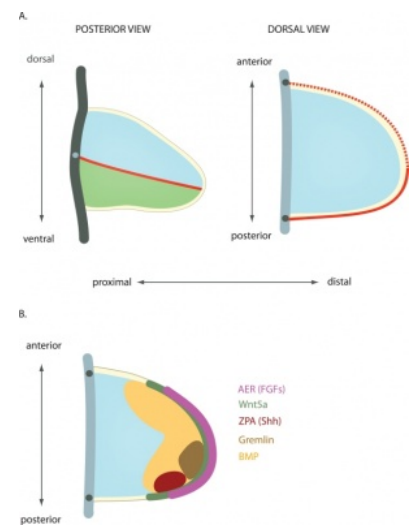 A.
POSTERIOR VIEW
DORSAL VIEW
dorsal
ventral
anterior
posterior
proximal
distal
B.
anterior
posterior
AER (FGFs)
Wnt5a
ZPA (Shh)
Gremlin
BMP